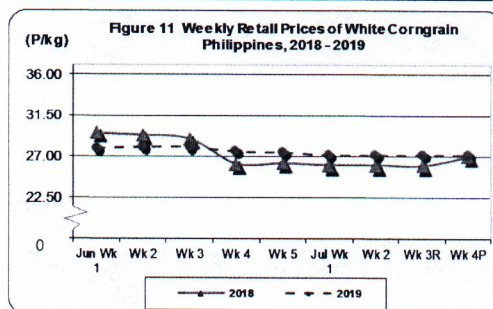 Figure 11 Weekly Retail Prices of White Corngrain
Philippines, 2018 - 2019
(P/kg)
36.00
31.50
27.00
22.50
0
Jun Wk 1 Wk 2 Wk 3 Wk 4 Wk 5 Jul Wk 1 Wk 2 Wk 3R Wk 4P
2018 2019